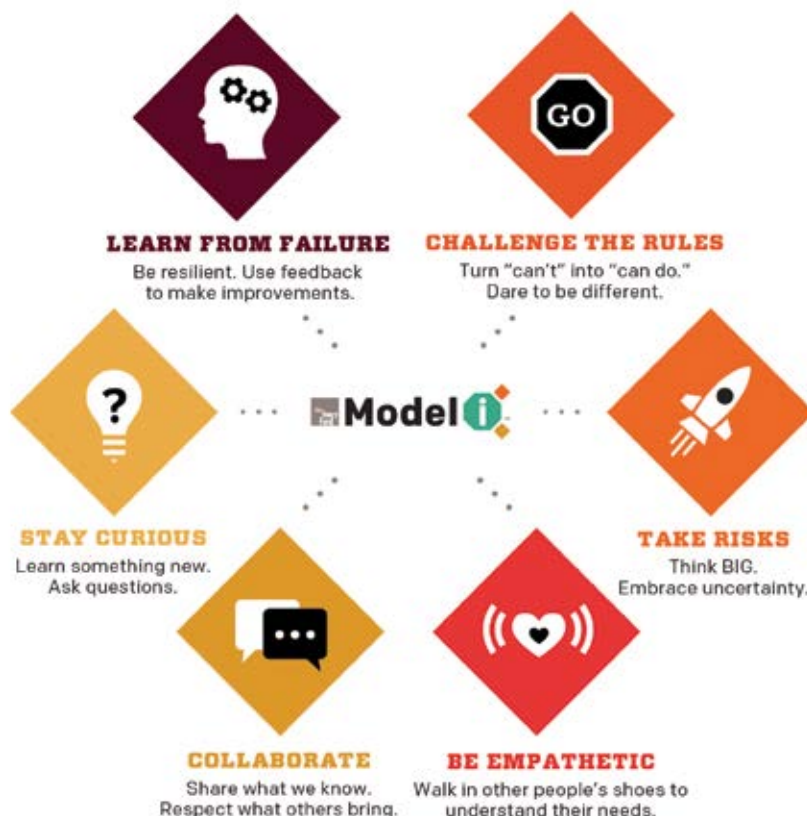 GO
LEARN FROM FAILURE
Be resilient. Use feedback
to make improvements.
CHALLENGE THE RULES
Turn “can’t” into “can do.”
Dare to be different.
?
Model i
STAY CURIOUS
Learn something new.
Ask questions.
TAKE RISKS
Think BIG.
Embrace uncertainty.
COLLABORATE
Share what we know.
Respect what others bring.
BE EMPATHETIC
Walk in other people’s shoes to
understand their needs.